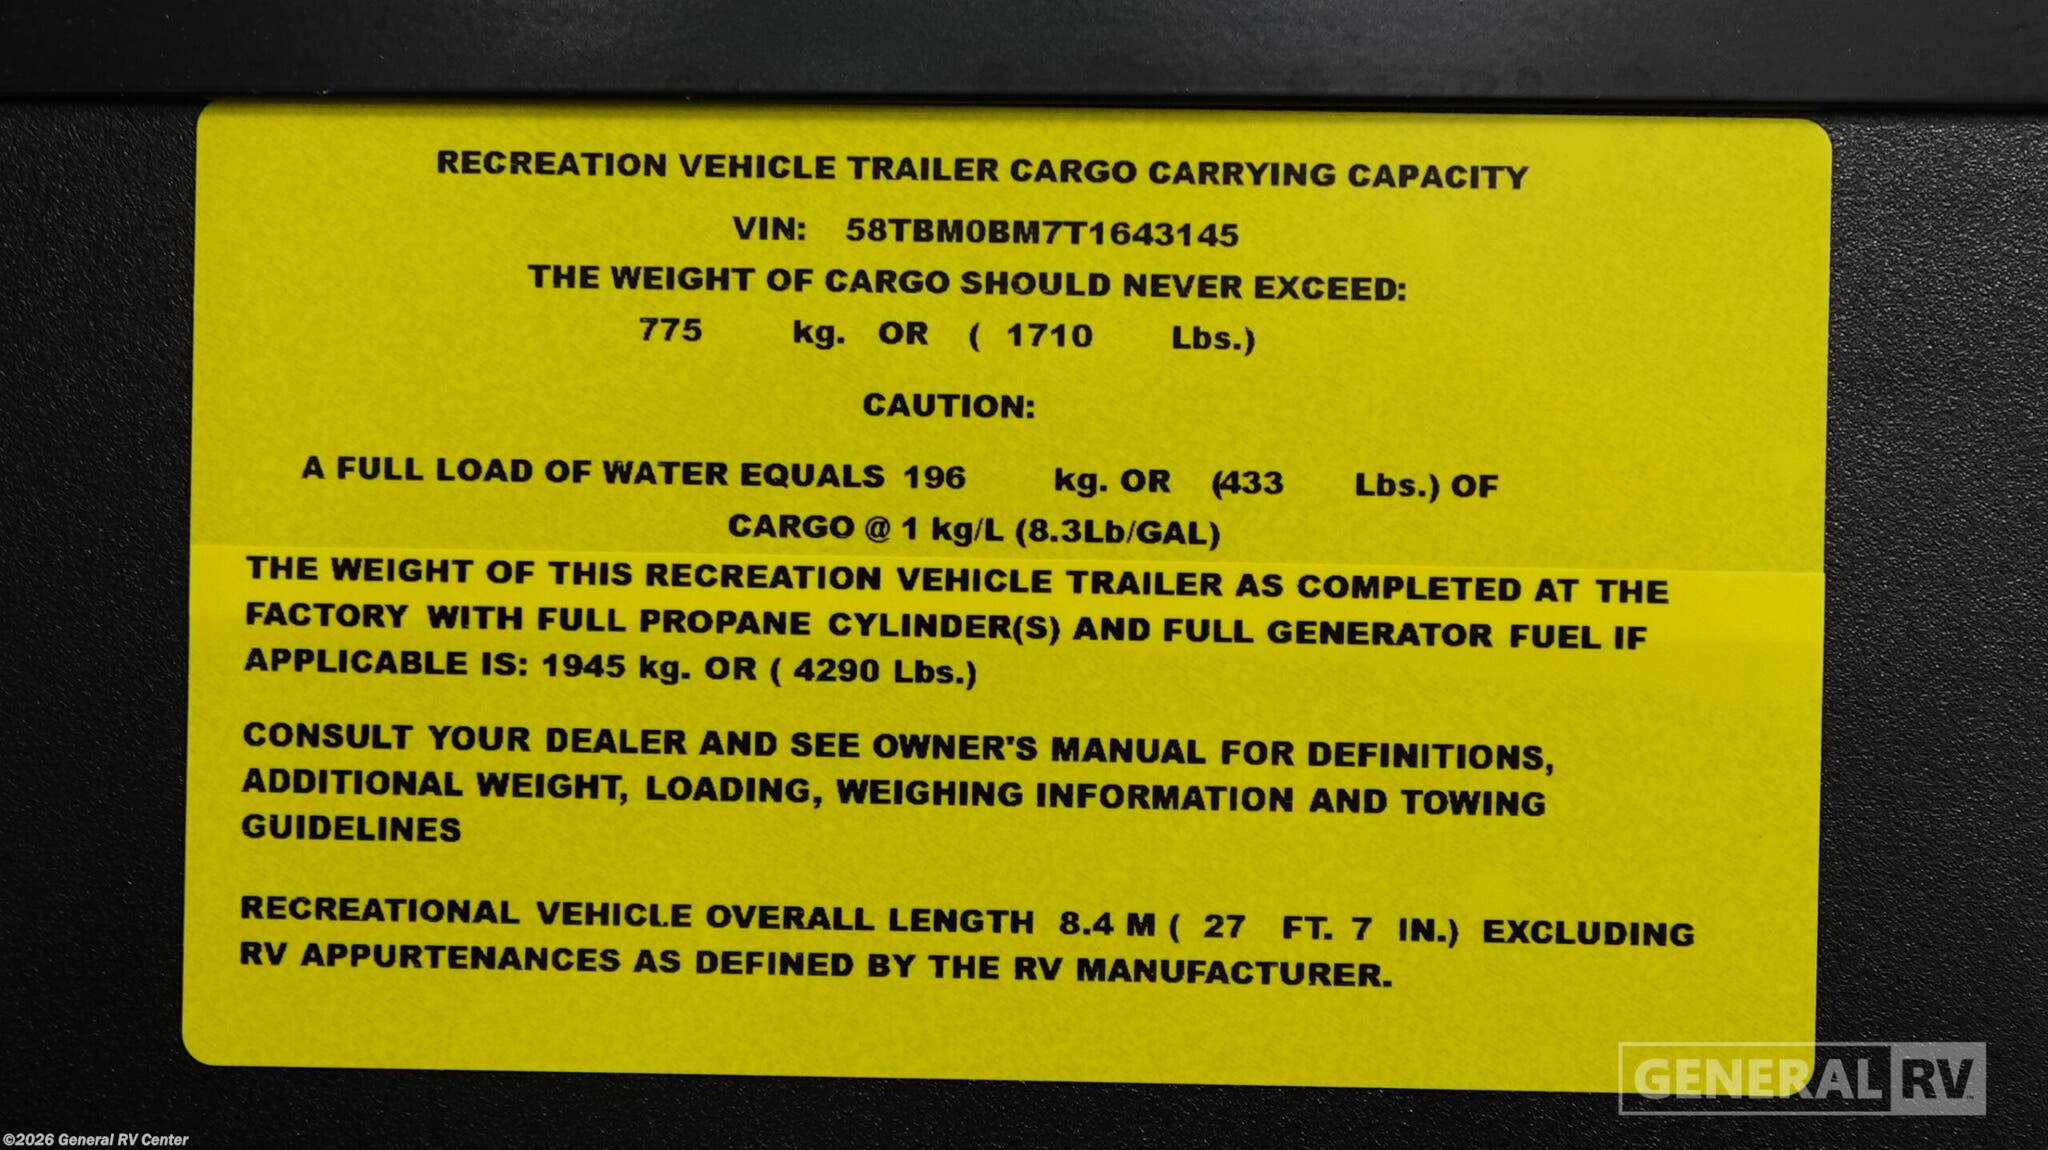 RECREATION VEHICLE TRAILER CARGO CARRYING CAPACITY
VIN: 58TBM0BM7T1643145
THE WEIGHT OF CARGO SHOULD NEVER EXCEED:
775 kg. OR ( 1710 Lbs.)
CAUTION:
A FULL LOAD OF WATER EQUALS 196 kg. OR (433 Lbs.) OF
CARGO @ 1 kg/L (8.3Lb/GAL)
THE WEIGHT OF THIS RECREATION VEHICLE TRAILER AS COMPLETED AT THE
FACTORY WITH FULL PROPANE CYLINDER(S) AND FULL GENERATOR FUEL IF
APPLICABLE IS: 1945 kg. OR ( 4290 Lbs.)
CONSULT YOUR DEALER AND SEE OWNER'S MANUAL FOR DEFINITIONS,
ADDITIONAL WEIGHT, LOADING, WEIGHING INFORMATION AND TOWING
GUIDELINES
RECREATIONAL VEHICLE OVERALL LENGTH 8.4 M ( 27 FT. 7 IN.) EXCLUDING
RV APPURTENANCES AS DEFINED BY THE RV MANUFACTURER.
GENERAL RV
©2026 General RV Center